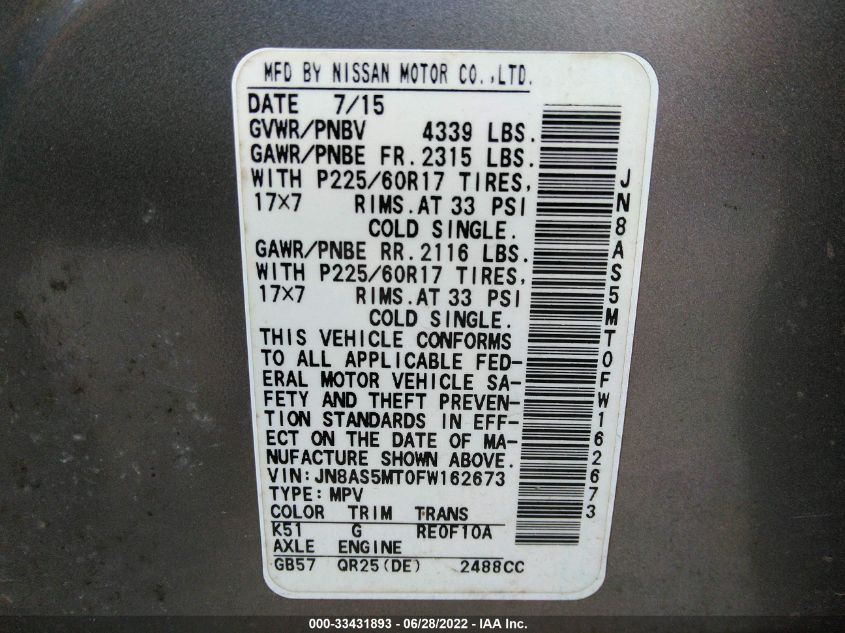 MFD BY NISSAN MOTOR CO.,LTD.
DATE 7/15
GVWR/PNBV 4339 LBS.
GAWR/PNBE FR.2315 LBS.
WITH P225/60R17 TIRES,
17X7 RIMS.AT 33 PSI
COLD SINGLE.
GAWR/PNBE RR.2116 LBS.
WITH P225/60R17 TIRES,
17X7 RIMS.AT 33 PSI
COLD SINGLE.
THIS VEHICLE CONFORMS
TO ALL APPLICABLE FED-
ERAL MOTOR VEHICLE SA-
FETY AND THEFT PREVEN-
TION STANDARDS IN EFF-
ECT ON THE DATE OF MA-
NUFACTURE SHOWN ABOVE.
VIN:JN8AS5MT0FW162673
TYPE:MPV
COLOR TRIM TRANS
K51 G RE0F10A
AXLE ENGINE
GB57 QR25(DE) 2488CC
JN8AS5MT0FW162673
000-33431893 - 06/28/2022 - IAA Inc.